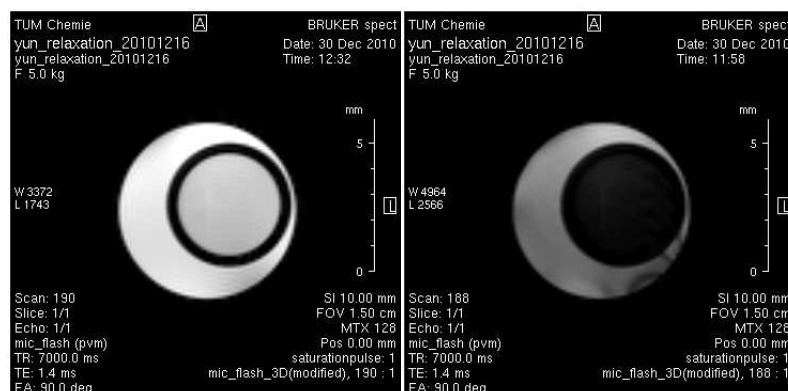 TUM Chemie
A
BRUKER spect
yun_relaxation_20101216
Date: 30 Dec 2010
yun_relaxation_20101216
Time: 12:32
F 5.0 kg
mm
5
W 3372
L 1743
L
0
Scan: 190
SI 10.00 mm
Slice: 1/1
FOV 1.50 cm
Echo: 1/1
MTX 128
mic_flash (pvm)
Pos 0.00 mm
TR: 7000.0 ms
saturationpulse: 1
TE: 1.4 ms
mic_flash_3D(modified), 190 : 1
FA: 90.0 deg
TUM Chemie
A
BRUKER spect
yun_relaxation_20101216
Date: 30 Dec 2010
yun_relaxation_20101216
Time: 11:58
F 5.0 kg
mm
5
W 4964
L 2566
L
0
Scan: 188
SI 10.00 mm
Slice: 1/1
FOV 1.50 cm
Echo: 1/1
MTX 128
mic_flash (pvm)
Pos 0.00 mm
TR: 7000.0 ms
saturationpulse: 1
TE: 1.4 ms
mic_flash_3D(modified), 188 : 1
FA: 90.0 deg